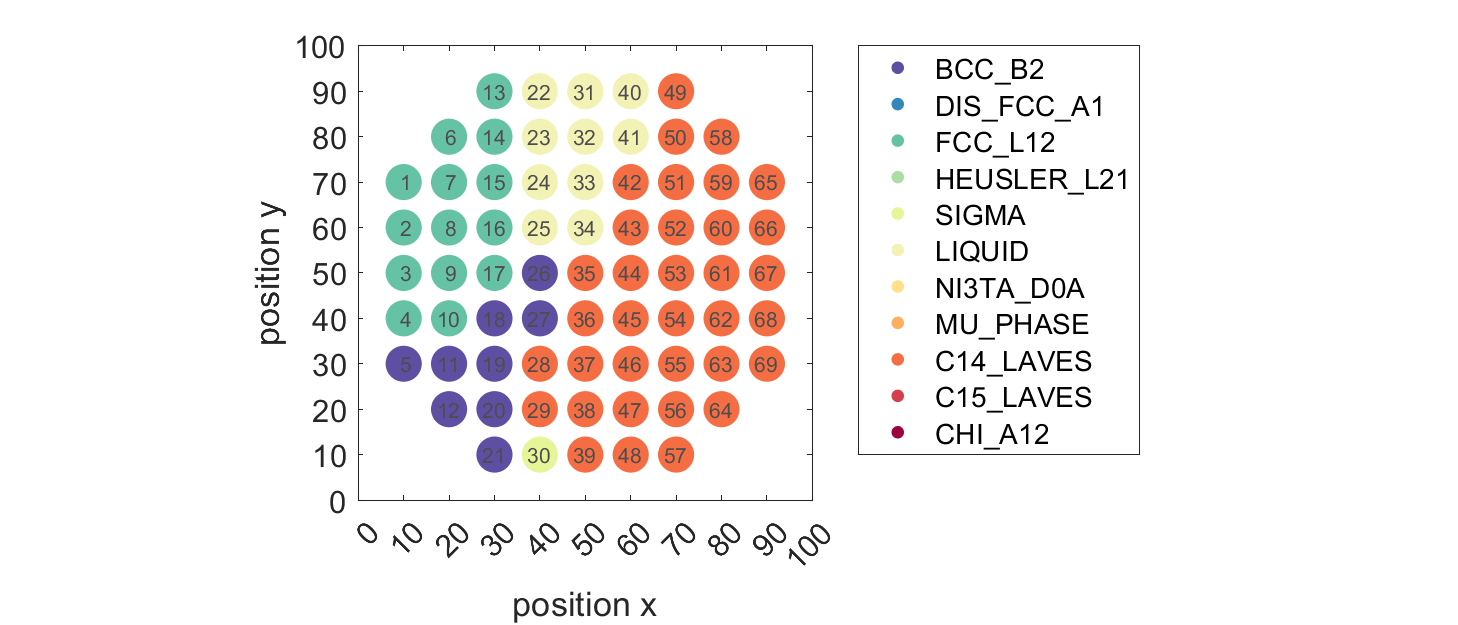 100
90
80
70
60
50
40
30
20
10
0
position y
13 22 31 40 49
6 14 23 32 41 50 58
1 7 15 24 33 42 51 59 65
2 8 16 25 34 43 52 60 66
3 9 17 26 35 44 53 61 67
4 10 18 27 36 45 54 62 68
5 11 19 28 37 46 55 63 69
12 20 29 38 47 56 64
21 30 39 48 57
0 10 20 30 40 50 60 70 80 90 100
position x
BCC_B2
DIS_FCC_A1
FCC_L12
HEUSLER_L21
SIGMA
LIQUID
NI3TA_D0A
MU_PHASE
C14_LAVES
C15_LAVES
CHI_A12